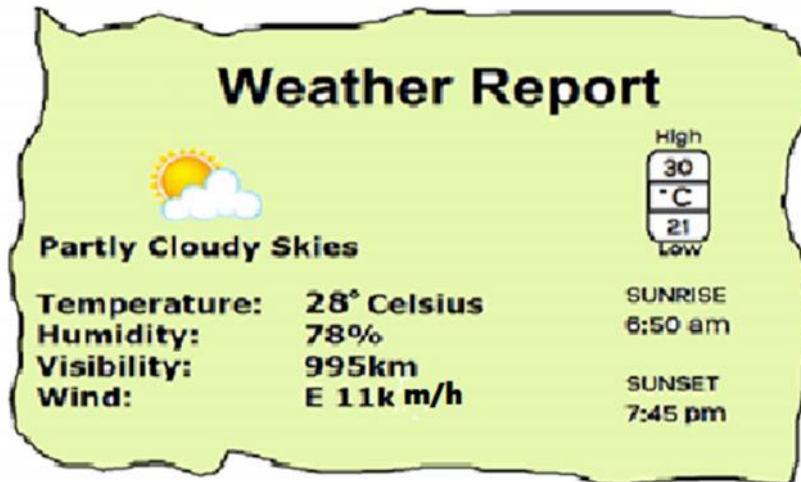 Weather Report
High
30
°C
21
Low
Partly Cloudy Skies
Temperature: 28° Celsius
Humidity: 78%
Visibility: 995km
Wind: E 11k m/h
SUNRISE
6:50 am
SUNSET
7:45 pm